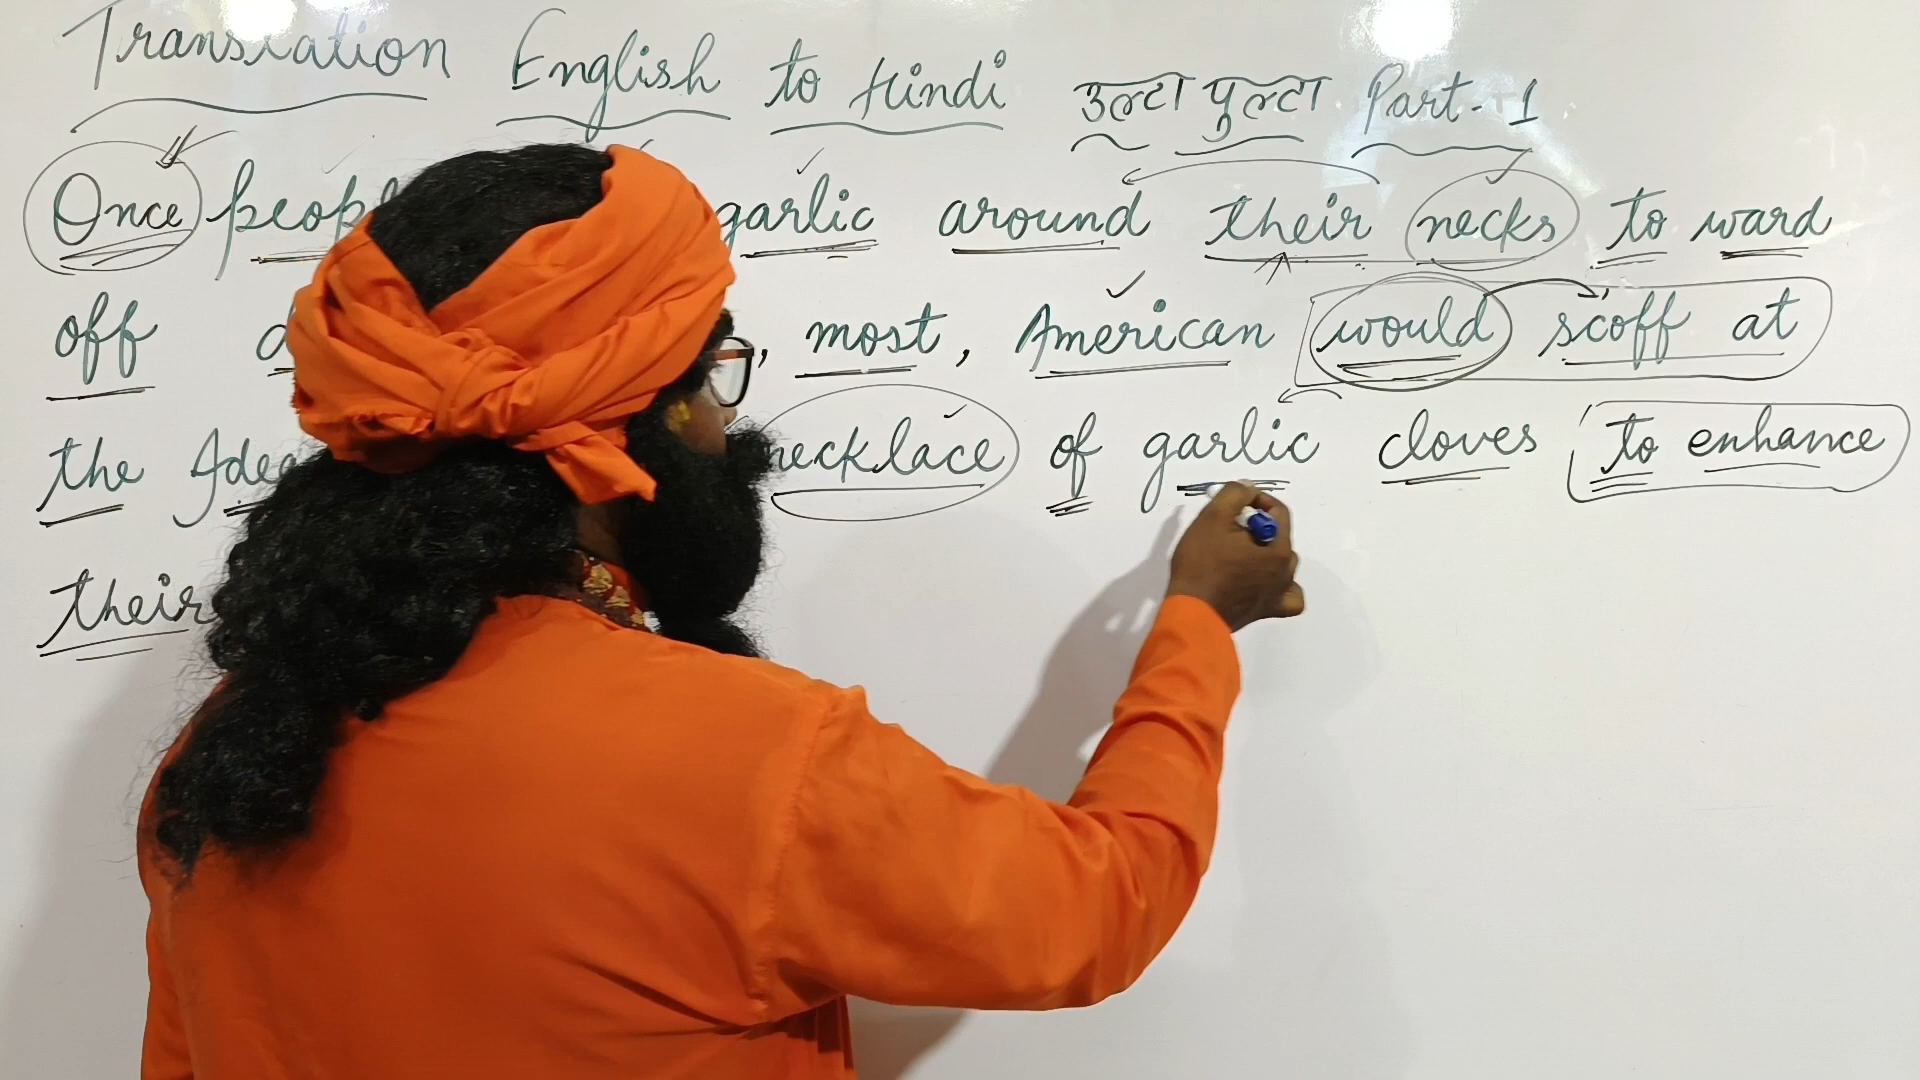 Translation English to Hindi उल्टा पुल्टा Part-1
Once garlic around their necks to ward
off , most, American would scoff at
the necklace of garlic cloves to enhance
their